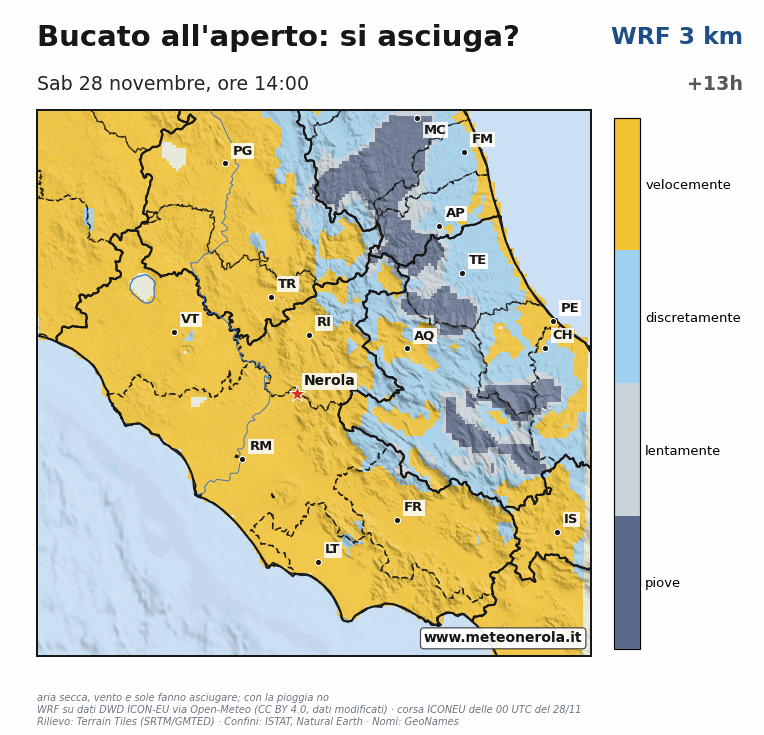 Bucato all'aperto: si asciuga?
WRF 3 km
Sab 28 novembre, ore 14:00
+13h
MC
FM
PG
AP
TE
TR
PE
VT
RI
AQ
CH
Nerola
RM
FR
IS
LT
www.meteonerola.it
velocemente
discretamente
lentamente
piove
aria secca, vento e sole fanno asciugare; con la pioggia no
WRF su dati DWD ICON-EU via Open-Meteo (CC BY 4.0, dati modificati) · corsa ICONEU delle 00 UTC del 28/11
Rilievo: Terrain Tiles (SRTM/GMTED) · Confini: ISTAT, Natural Earth · Nomi: GeoNames